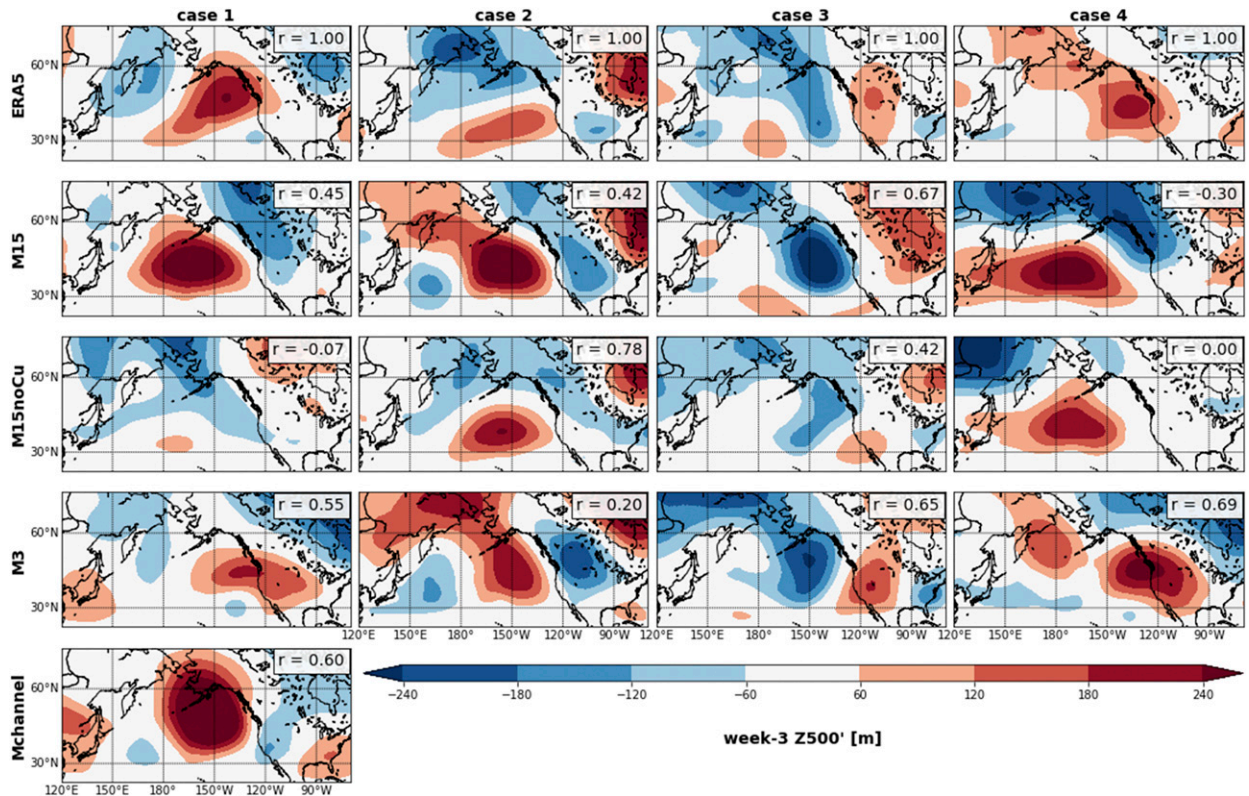 case 1 case 2 case 3 case 4
ERA5 60°N 30°N r = 1.00 r = 1.00 r = 1.00 r = 1.00
M15 60°N 30°N r = 0.45 r = 0.42 r = 0.67 r = -0.30
M15noCu 60°N 30°N r = -0.07 r = 0.78 r = 0.42 r = 0.00
M3 60°N 30°N r = 0.55 r = 0.20 r = 0.65 r = 0.69
120°E 150°E 180° 150°W 120°W 90°W 120°E 150°E 180° 150°W 120°W 90°W 120°E 150°E 180° 150°W 120°W 90°W
Mchannel 60°N 30°N r = 0.60
120°E 150°E 180° 150°W 120°W 90°W
−240 −180 −120 −60 60 120 180 240
week-3 Z500' [m]